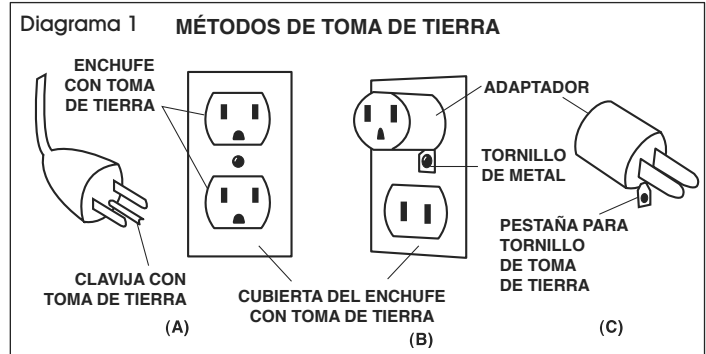 Diagrama 1
MÉTODOS DE TOMA DE TIERRA
ENCHUFE
CON TOMA
DE TIERRA
CLAVIJA CON
TOMA DE TIERRA
(A)
CUBIERTA DEL ENCHUFE
CON TOMA DE TIERRA
(B)
ADAPTADOR
TORNILLO
DE METAL
PESTAÑA PARA
TORNILLO
DE TOMA
DE TIERRA
(C)